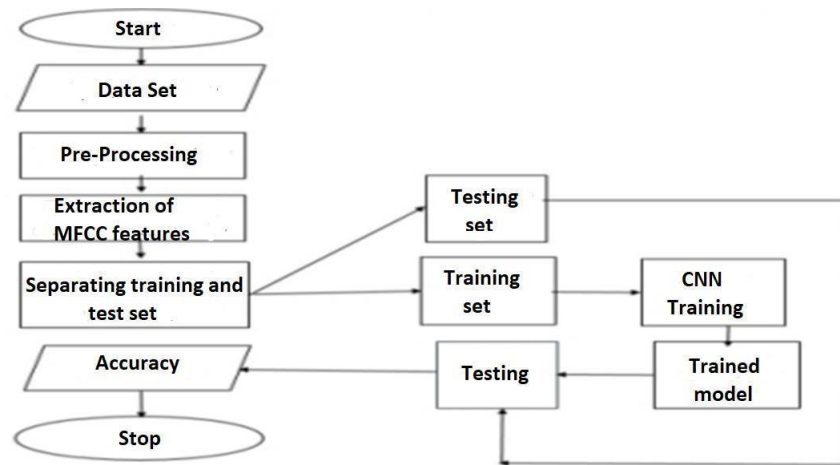 Start
Data Set
Pre-Processing
Extraction of
MFCC features
Separating training and
test set
Testing
set
Training
set
CNN
Training
Trained
model
Testing
Accuracy
Stop